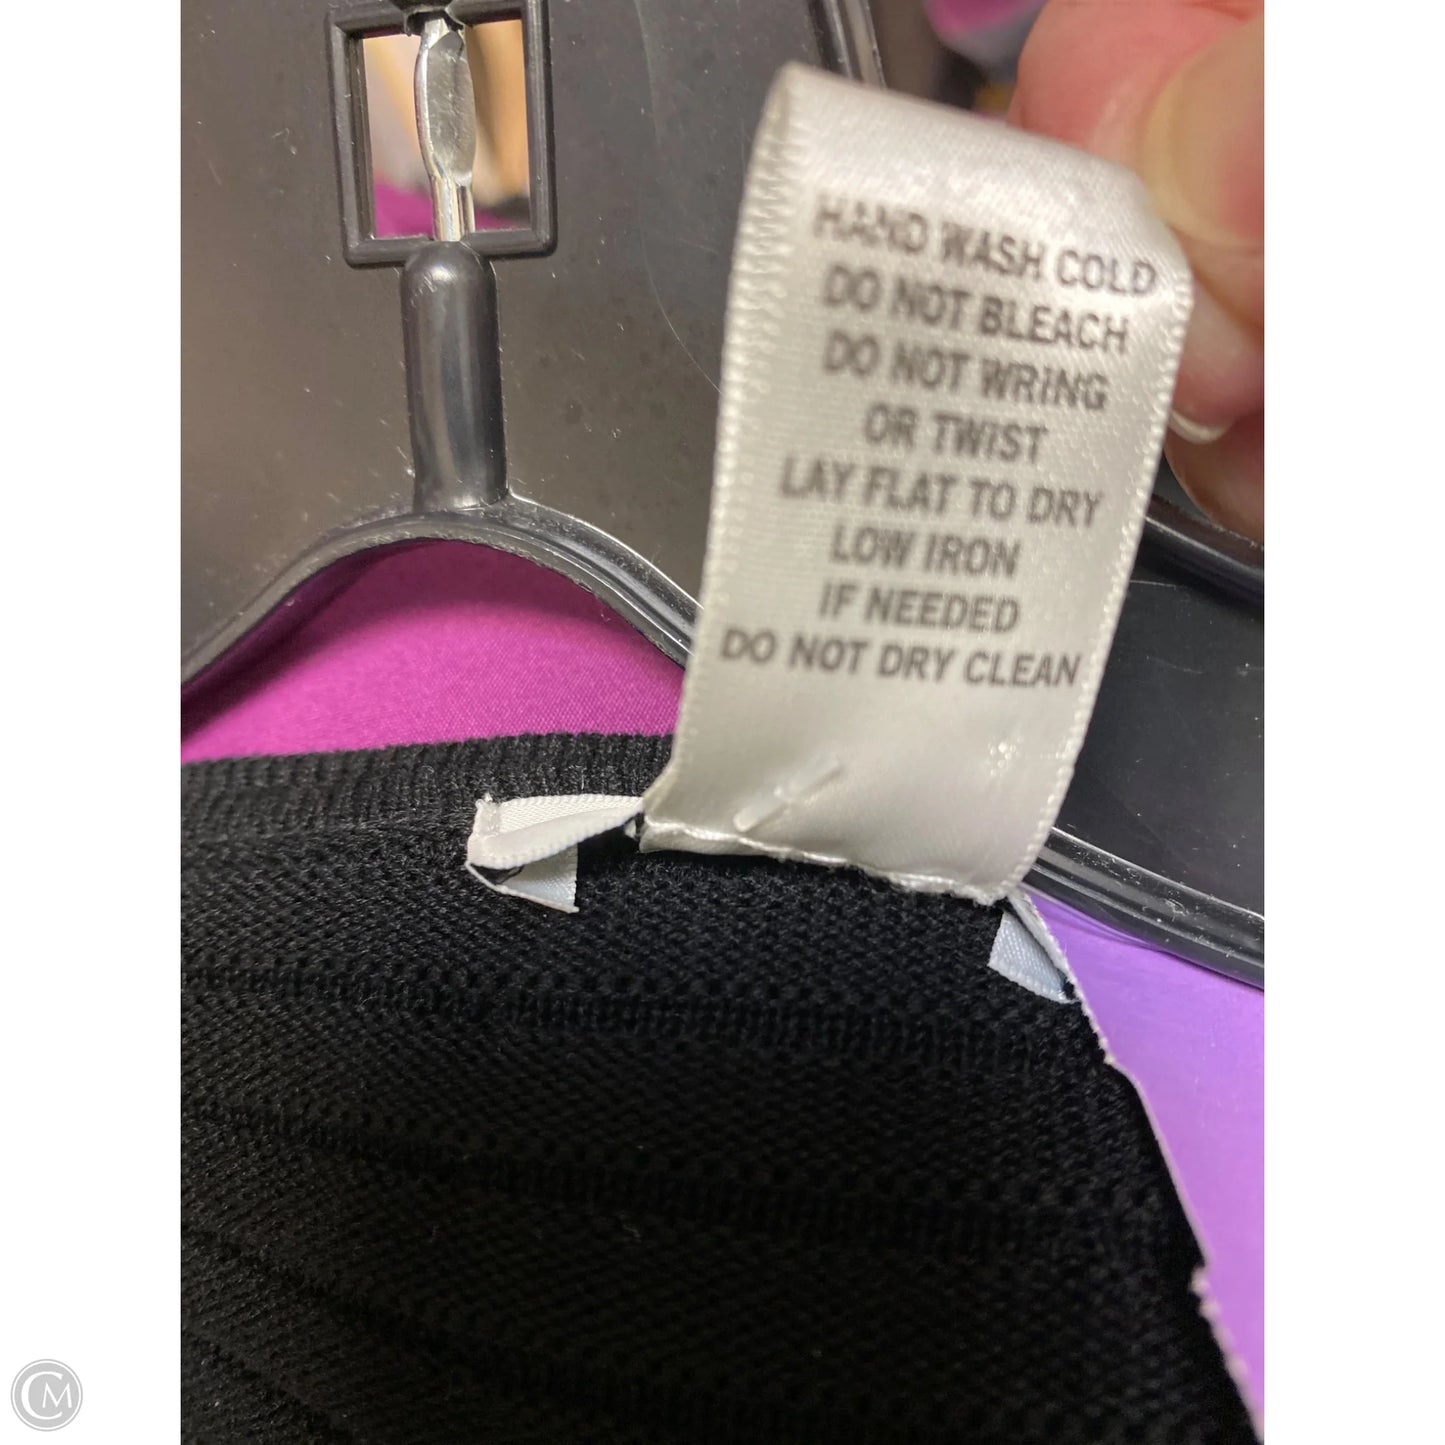 HAND WASH COLD
DO NOT BLEACH
DO NOT WRING
OR TWIST
LAY FLAT TO DRY
LOW IRON
IF NEEDED
DO NOT DRY CLEAN
CM